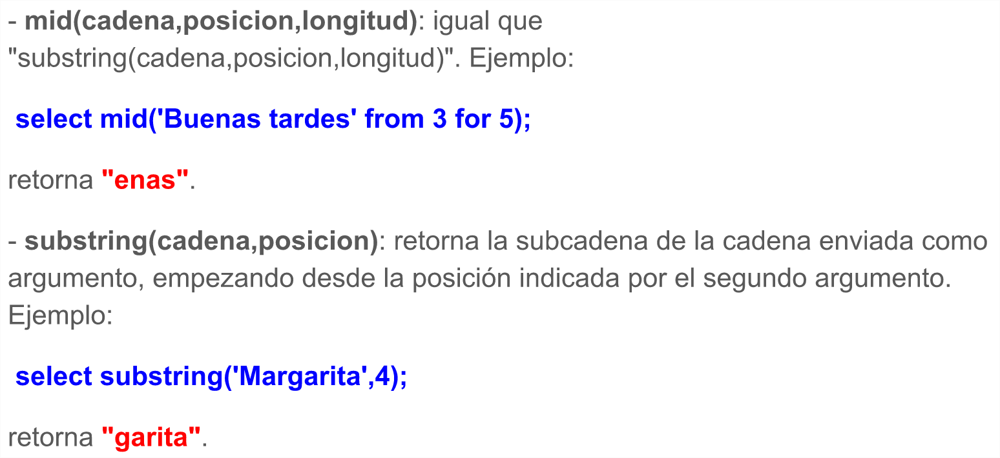 - mid(cadena,posicion,longitud): igual que
"substring(cadena,posicion,longitud)". Ejemplo:
select mid('Buenas tardes' from 3 for 5);
retorna "enas".
- substring(cadena,posicion): retorna la subcadena de la cadena enviada como
argumento, empezando desde la posición indicada por el segundo argumento.
Ejemplo:
select substring('Margarita',4);
retorna "garita".